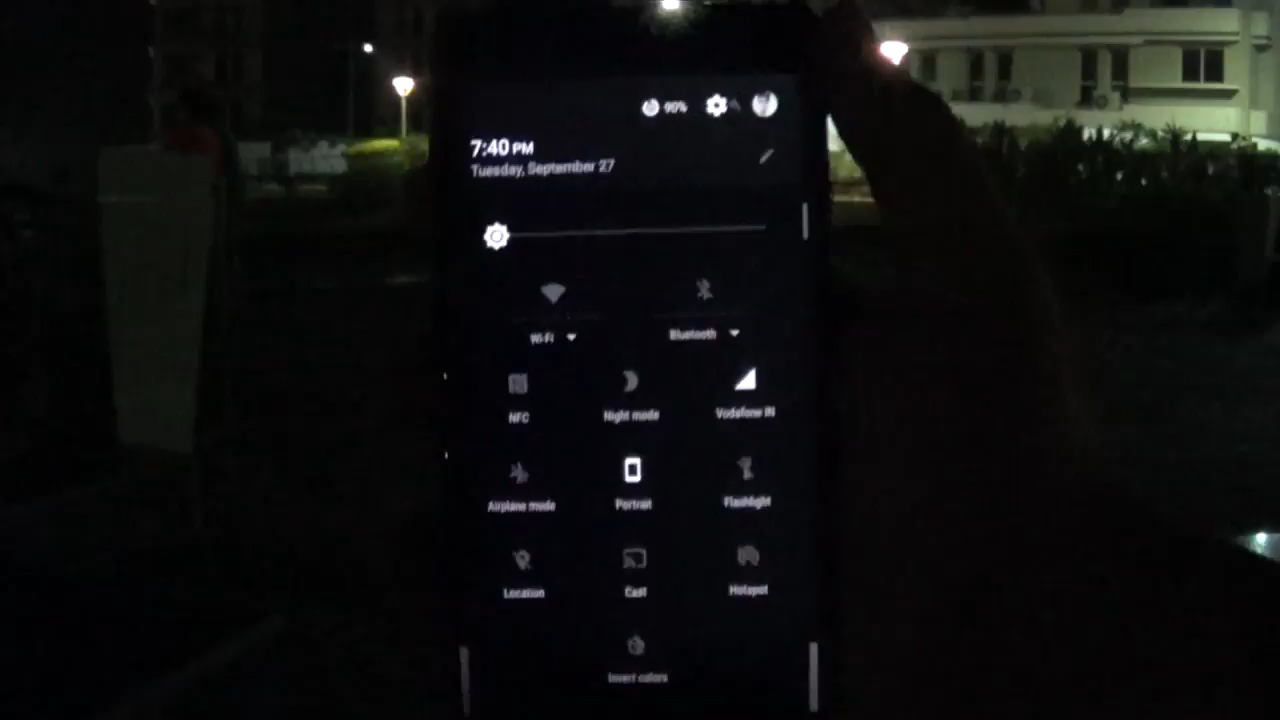 90%
7:40 PM
Tuesday, September 27
Wi-Fi
Bluetooth
NFC
Night mode
Vodafone IN
Airplane mode
Portrait
Flashlight
Location
Cast
Hotspot
Invert colors